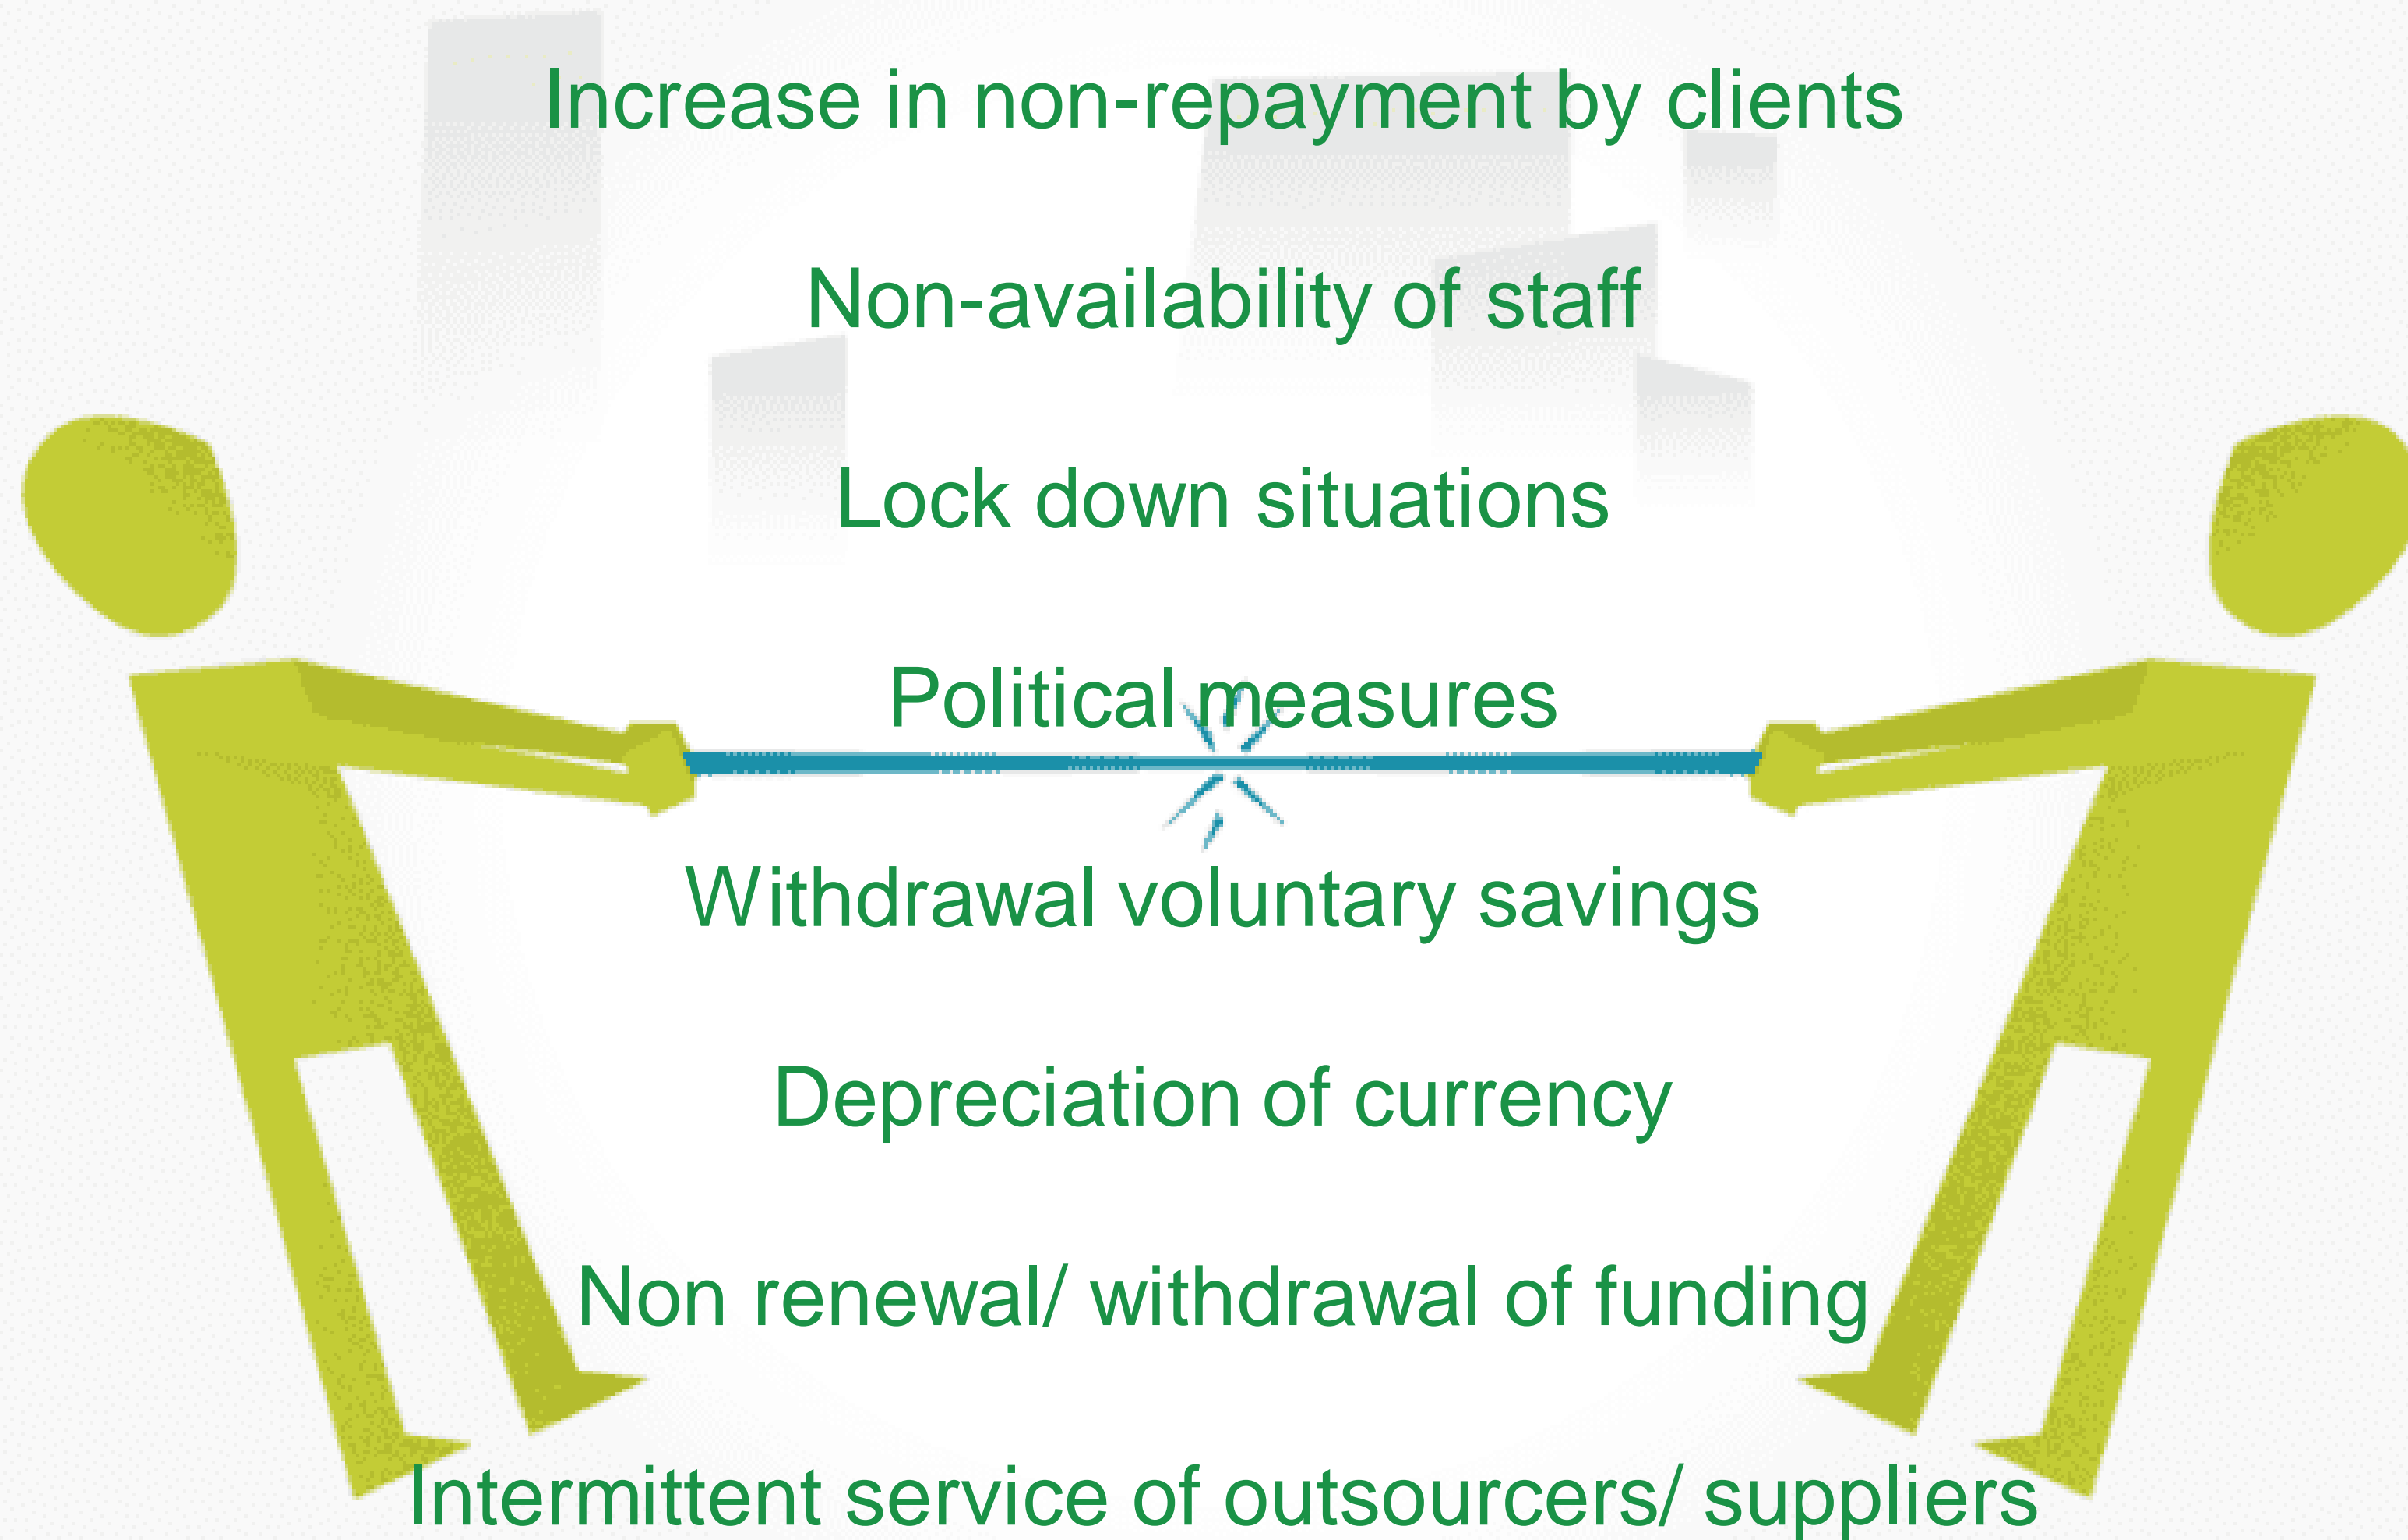 Increase in non-repayment by clients
Non-availability of staff
Lock down situations
Political measures
Withdrawal voluntary savings
Depreciation of currency
Non renewal/ withdrawal of funding
Intermittent service of outsourcers/ suppliers